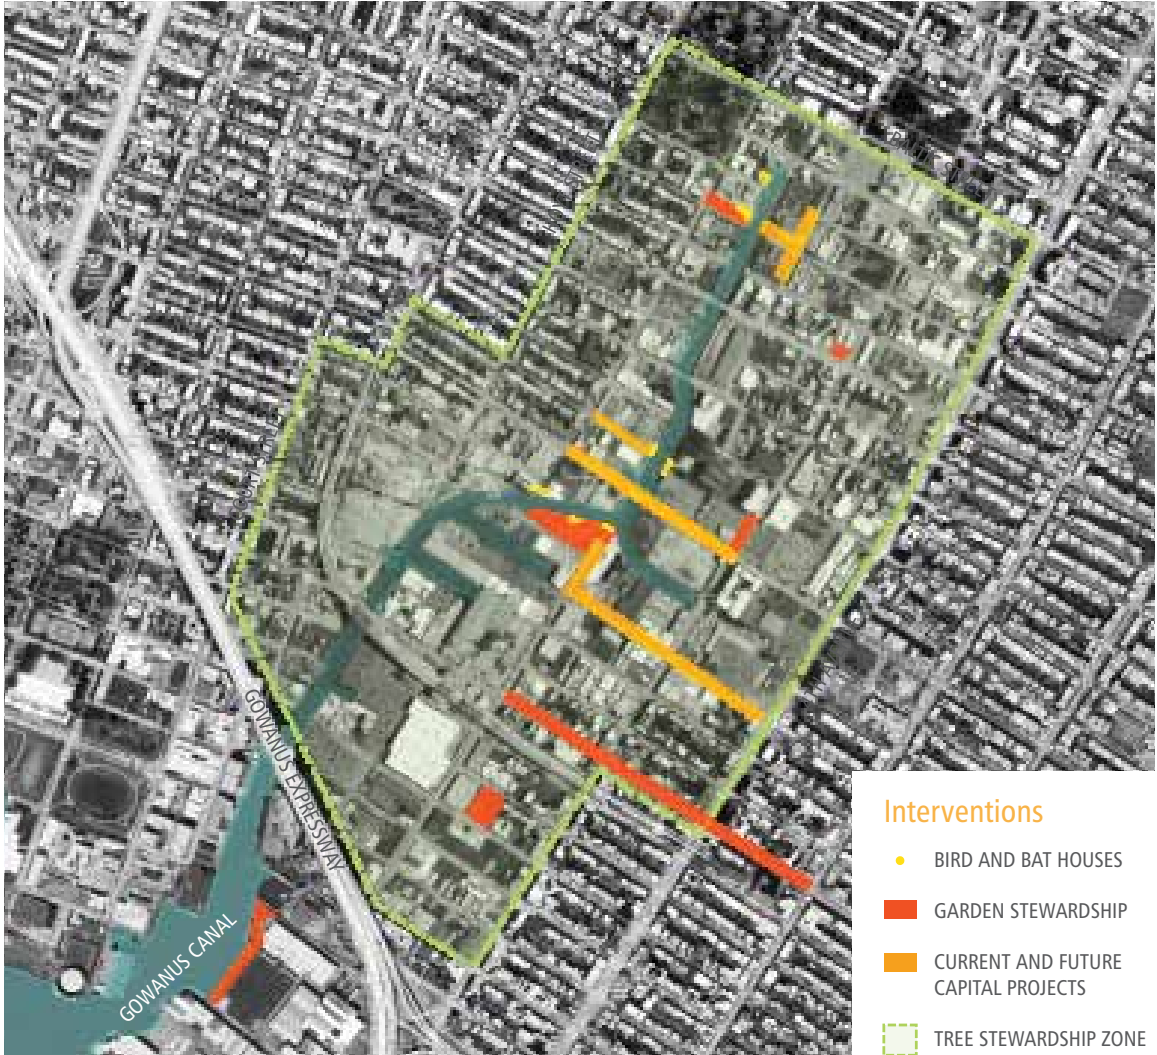 GOWANUS EXPRESSWAY
GOWANUS CANAL
Interventions
BIRD AND BAT HOUSES
GARDEN STEWARDSHIP
CURRENT AND FUTURE
CAPITAL PROJECTS
TREE STEWARDSHIP ZONE